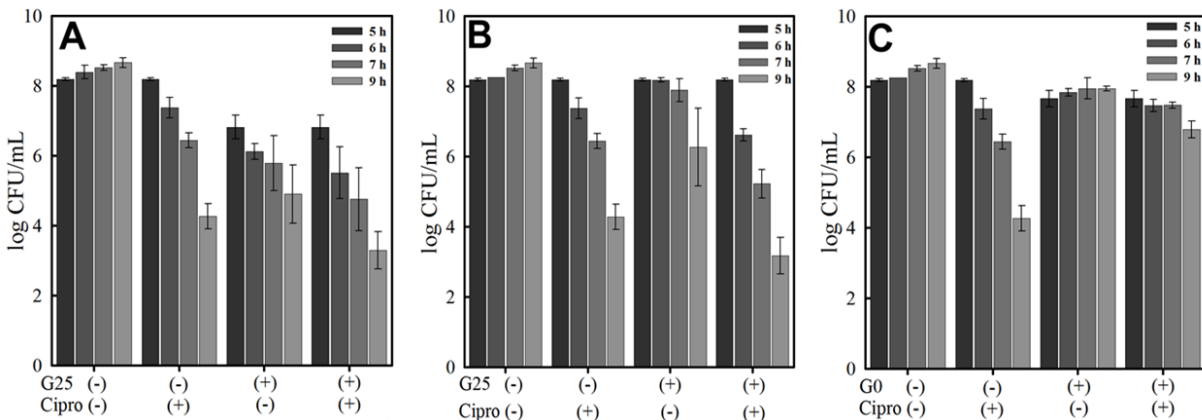 A
log CFU/mL
10
8
6
4
2
0
5 h
6 h
7 h
9 h
G25 (-) (-) (+) (+)
Cipro (-) (+) (-) (+)
B
log CFU/mL
10
8
6
4
2
0
5 h
6 h
7 h
9 h
G25 (-) (-) (+) (+)
Cipro (-) (+) (-) (+)
C
log CFU/mL
10
8
6
4
2
0
5 h
6 h
7 h
9 h
G0 (-) (-) (+) (+)
Cipro (-) (+) (-) (+)